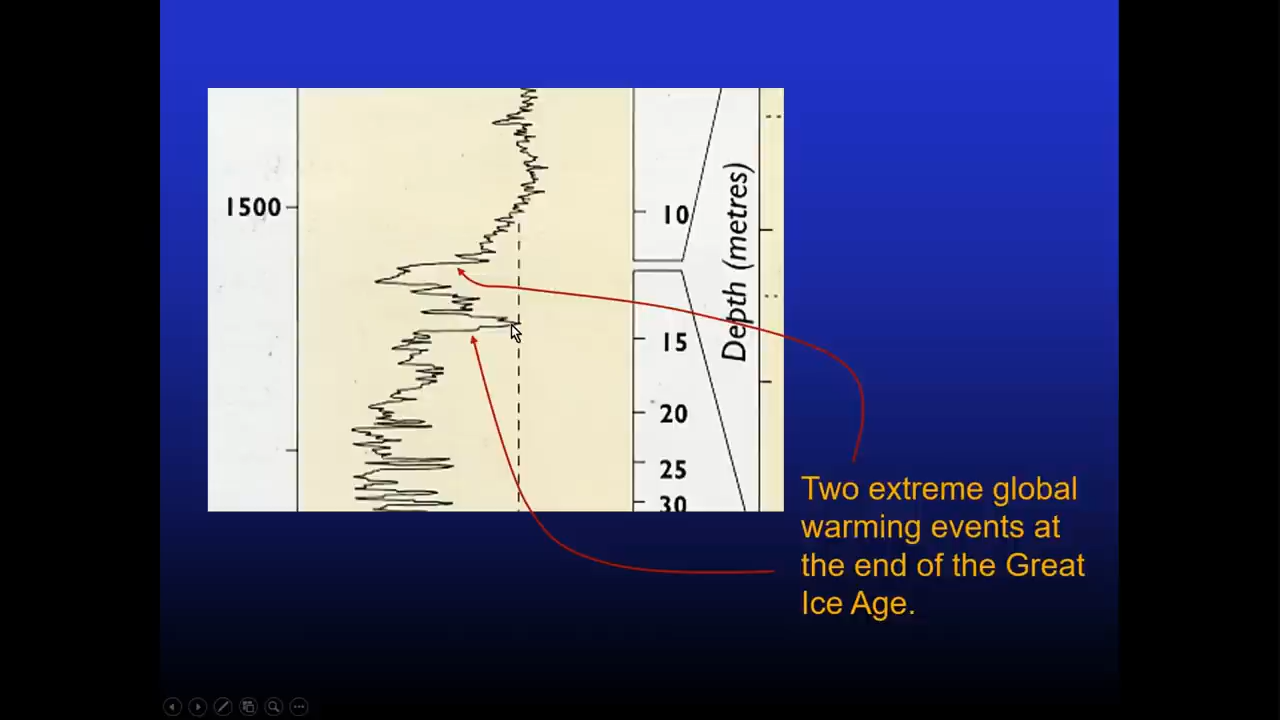 1500
10
15
20
25
30
Depth (metres)
Two extreme global
warming events at
the end of the Great
Ice Age.